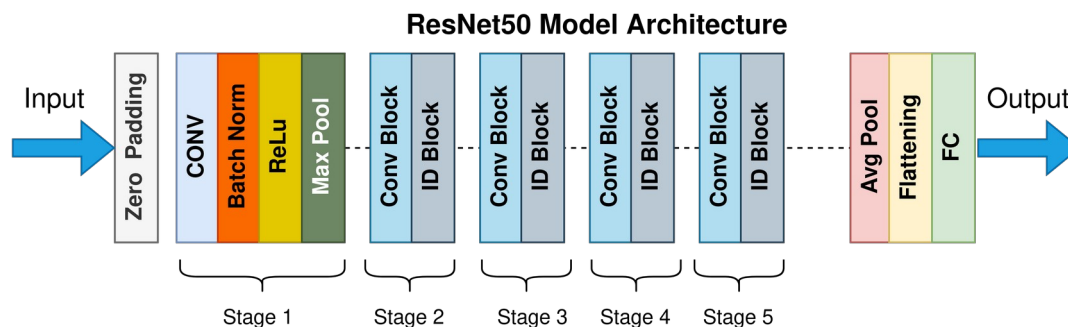 ResNet50 Model Architecture
Input
Zero Padding
CONV
Batch Norm
ReLu
Max Pool
Conv Block
ID Block
Conv Block
ID Block
Conv Block
ID Block
Conv Block
ID Block
Avg Pool
Flattening
FC
Output
Stage 1
Stage 2
Stage 3
Stage 4
Stage 5